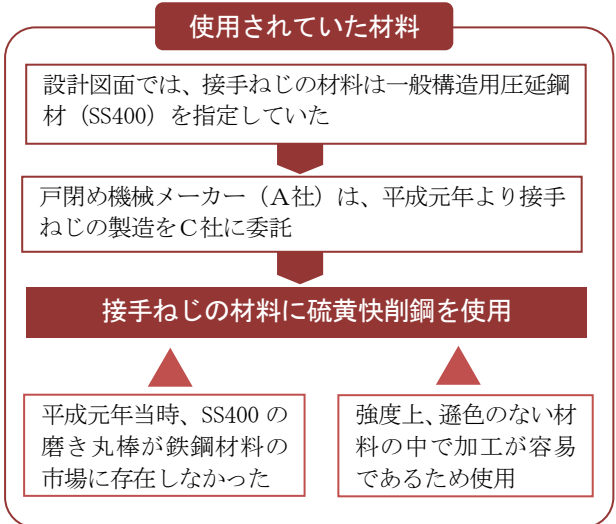 使用されていた材料
設計図面では、接手ねじの材料は一般構造用圧延鋼
材（SS400）を指定していた
戸閉め機械メーカー（A社）は、平成元年より接手
ねじの製造をC社に委託
接手ねじの材料に硫黄快削鋼を使用
平成元年当時、SS400 の
磨き丸棒が鉄鋼材料の
市場に存在しなかった
強度上、遜色のない材
料の中で加工が容易
であるため使用